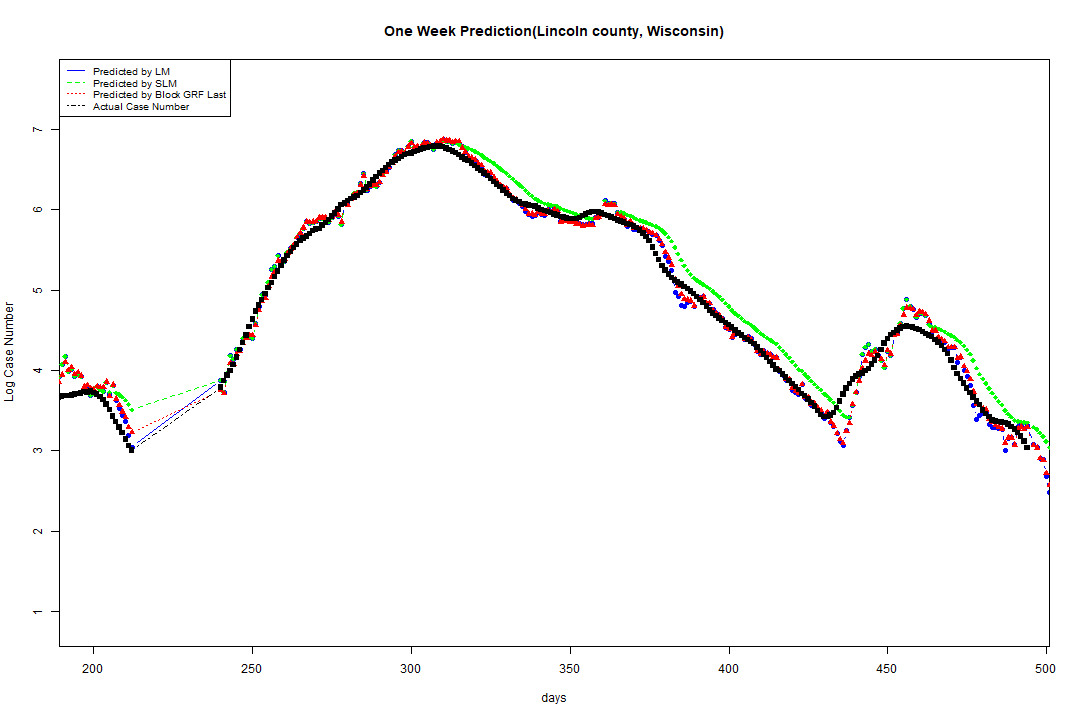 One Week Prediction(Lincoln county, Wisconsin)
Predicted by LM
Predicted by SLM
Predicted by Block GRF Last
Actual Case Number
Log Case Number
7
6
5
4
3
2
1
200 250 300 350 400 450 500
days